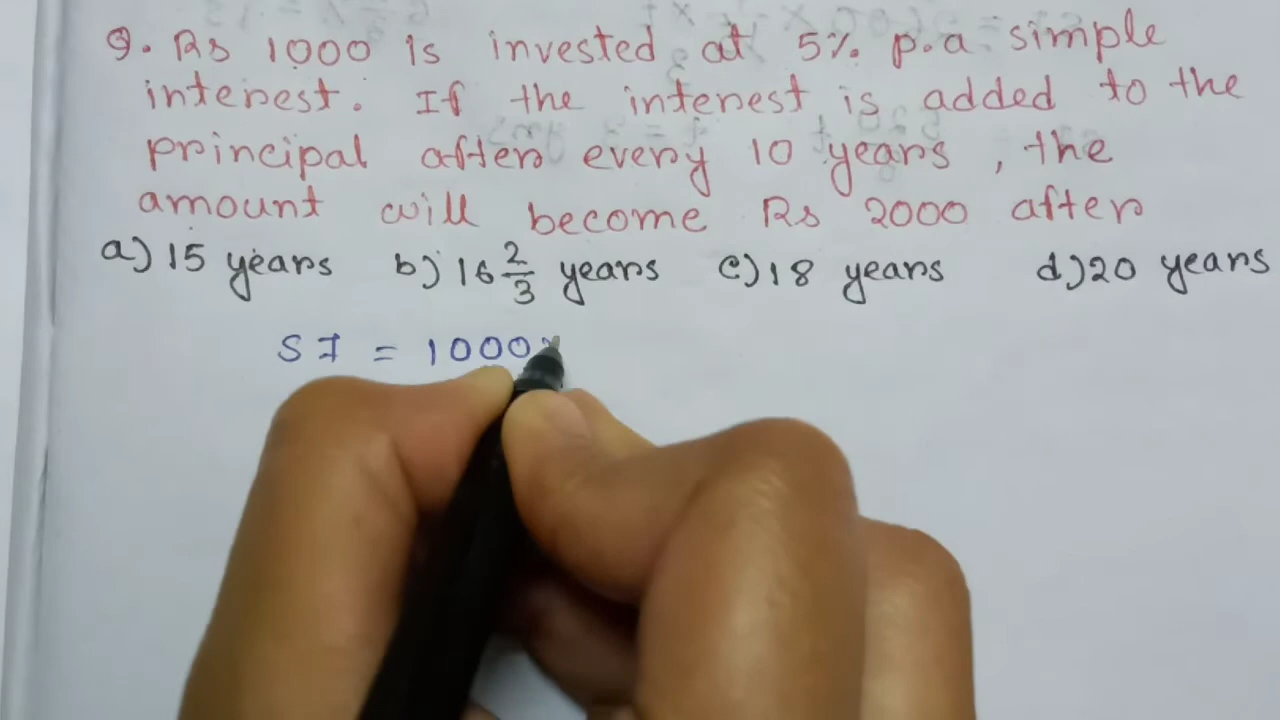 Q. Rs 1000 is invested at 5% p.a simple
interest. If the interest is added to the
principal after every 10 years, the
amount will become Rs 2000 after
a) 15 years b) 16 2/3 years c) 18 years d) 20 years
SI = 1000